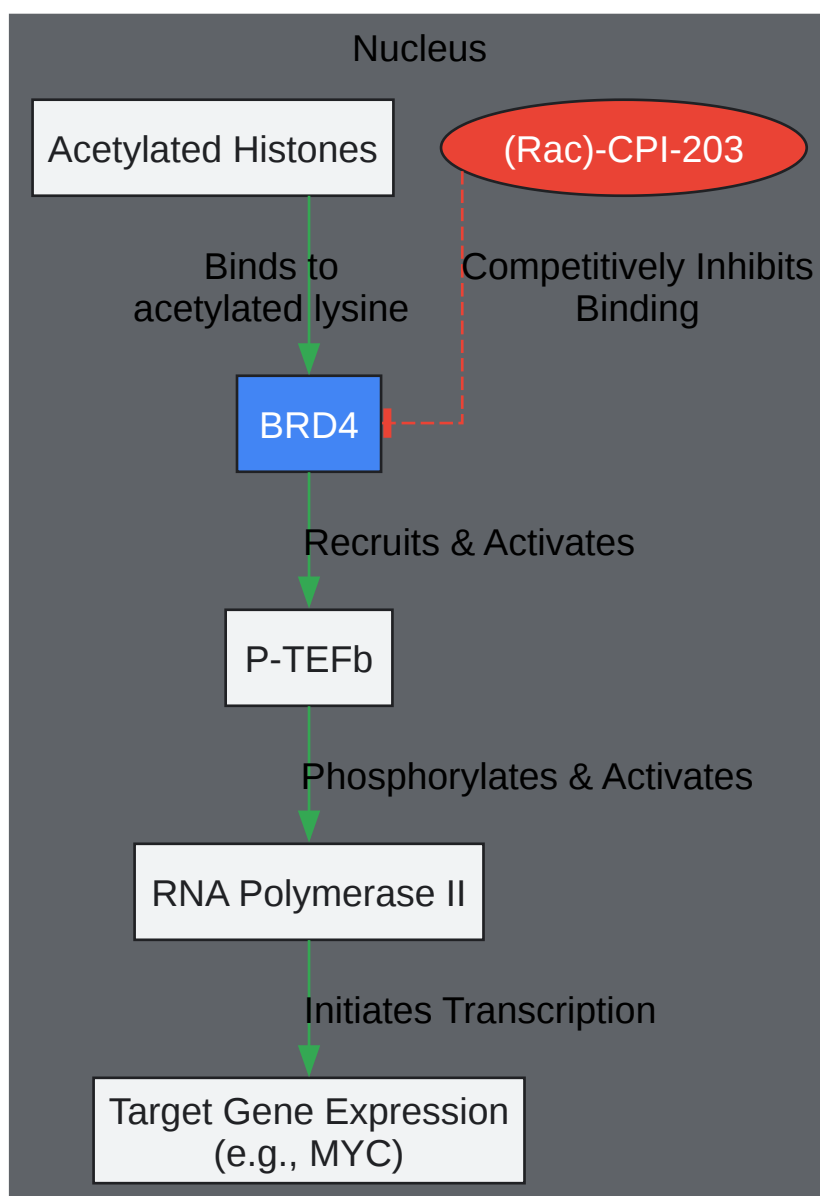 Nucleus
Acetylated Histones
(Rac)-CPI-203
Binds to
acetylated lysine
Competitively Inhibits
Binding
BRD4
Recruits & Activates
P-TEFb
Phosphorylates & Activates
RNA Polymerase II
Initiates Transcription
Target Gene Expression
(e.g., MYC)